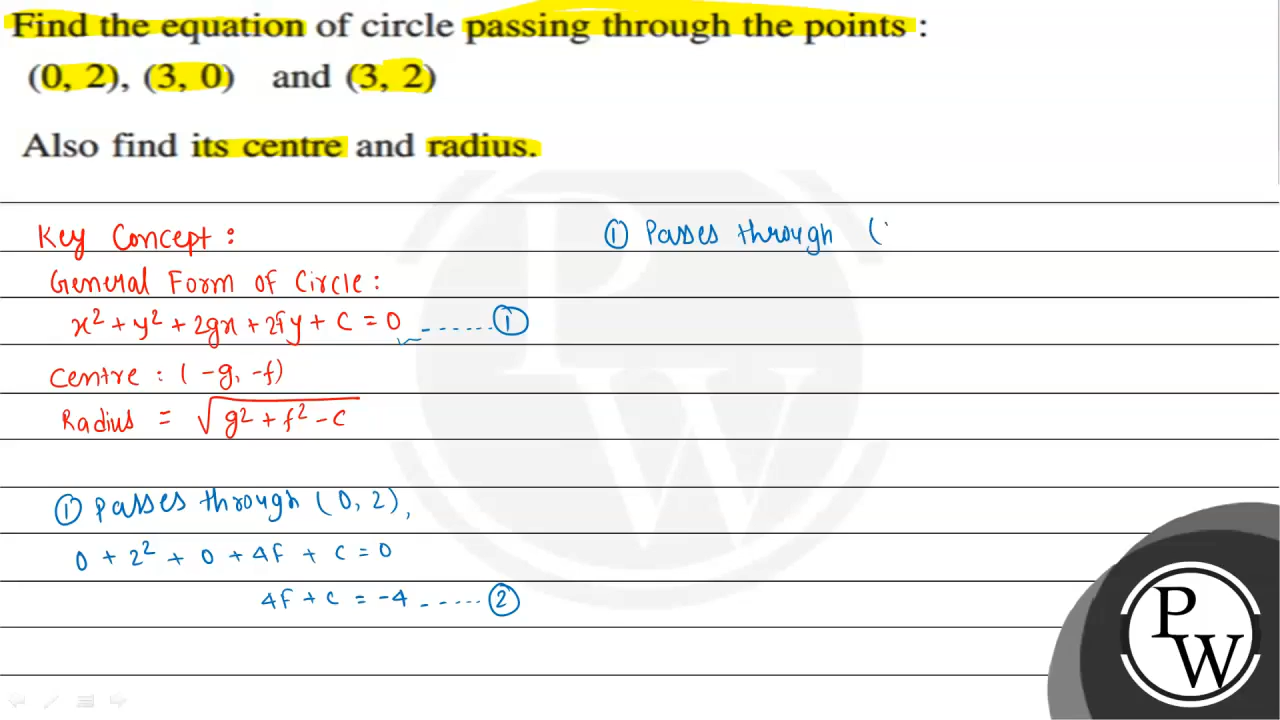 Find the equation of circle passing through the points :
(0, 2), (3, 0) and (3, 2)
Also find its centre and radius.
Key Concept :
General Form of Circle :
x² + y² + 2gx + 2fy + c = 0 ....... ①
Centre : (-g, -f)
Radius = √(g² + f² - c)
① Passes through (0, 2),
0 + 2² + 0 + 4f + c = 0
4f + c = -4 ....... ②
① Passes through (
P
W
P
W